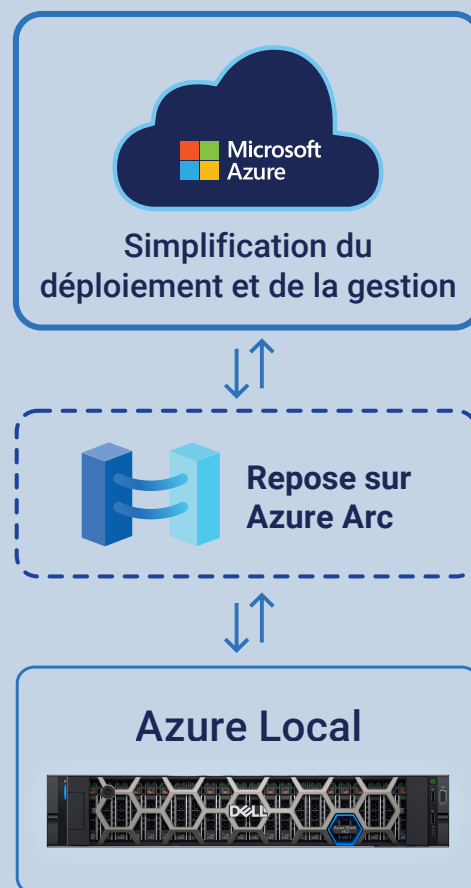 Microsoft
Azure
Simplification du
déploiement et de la gestion
Repose sur
Azure Arc
Azure Local
DELL